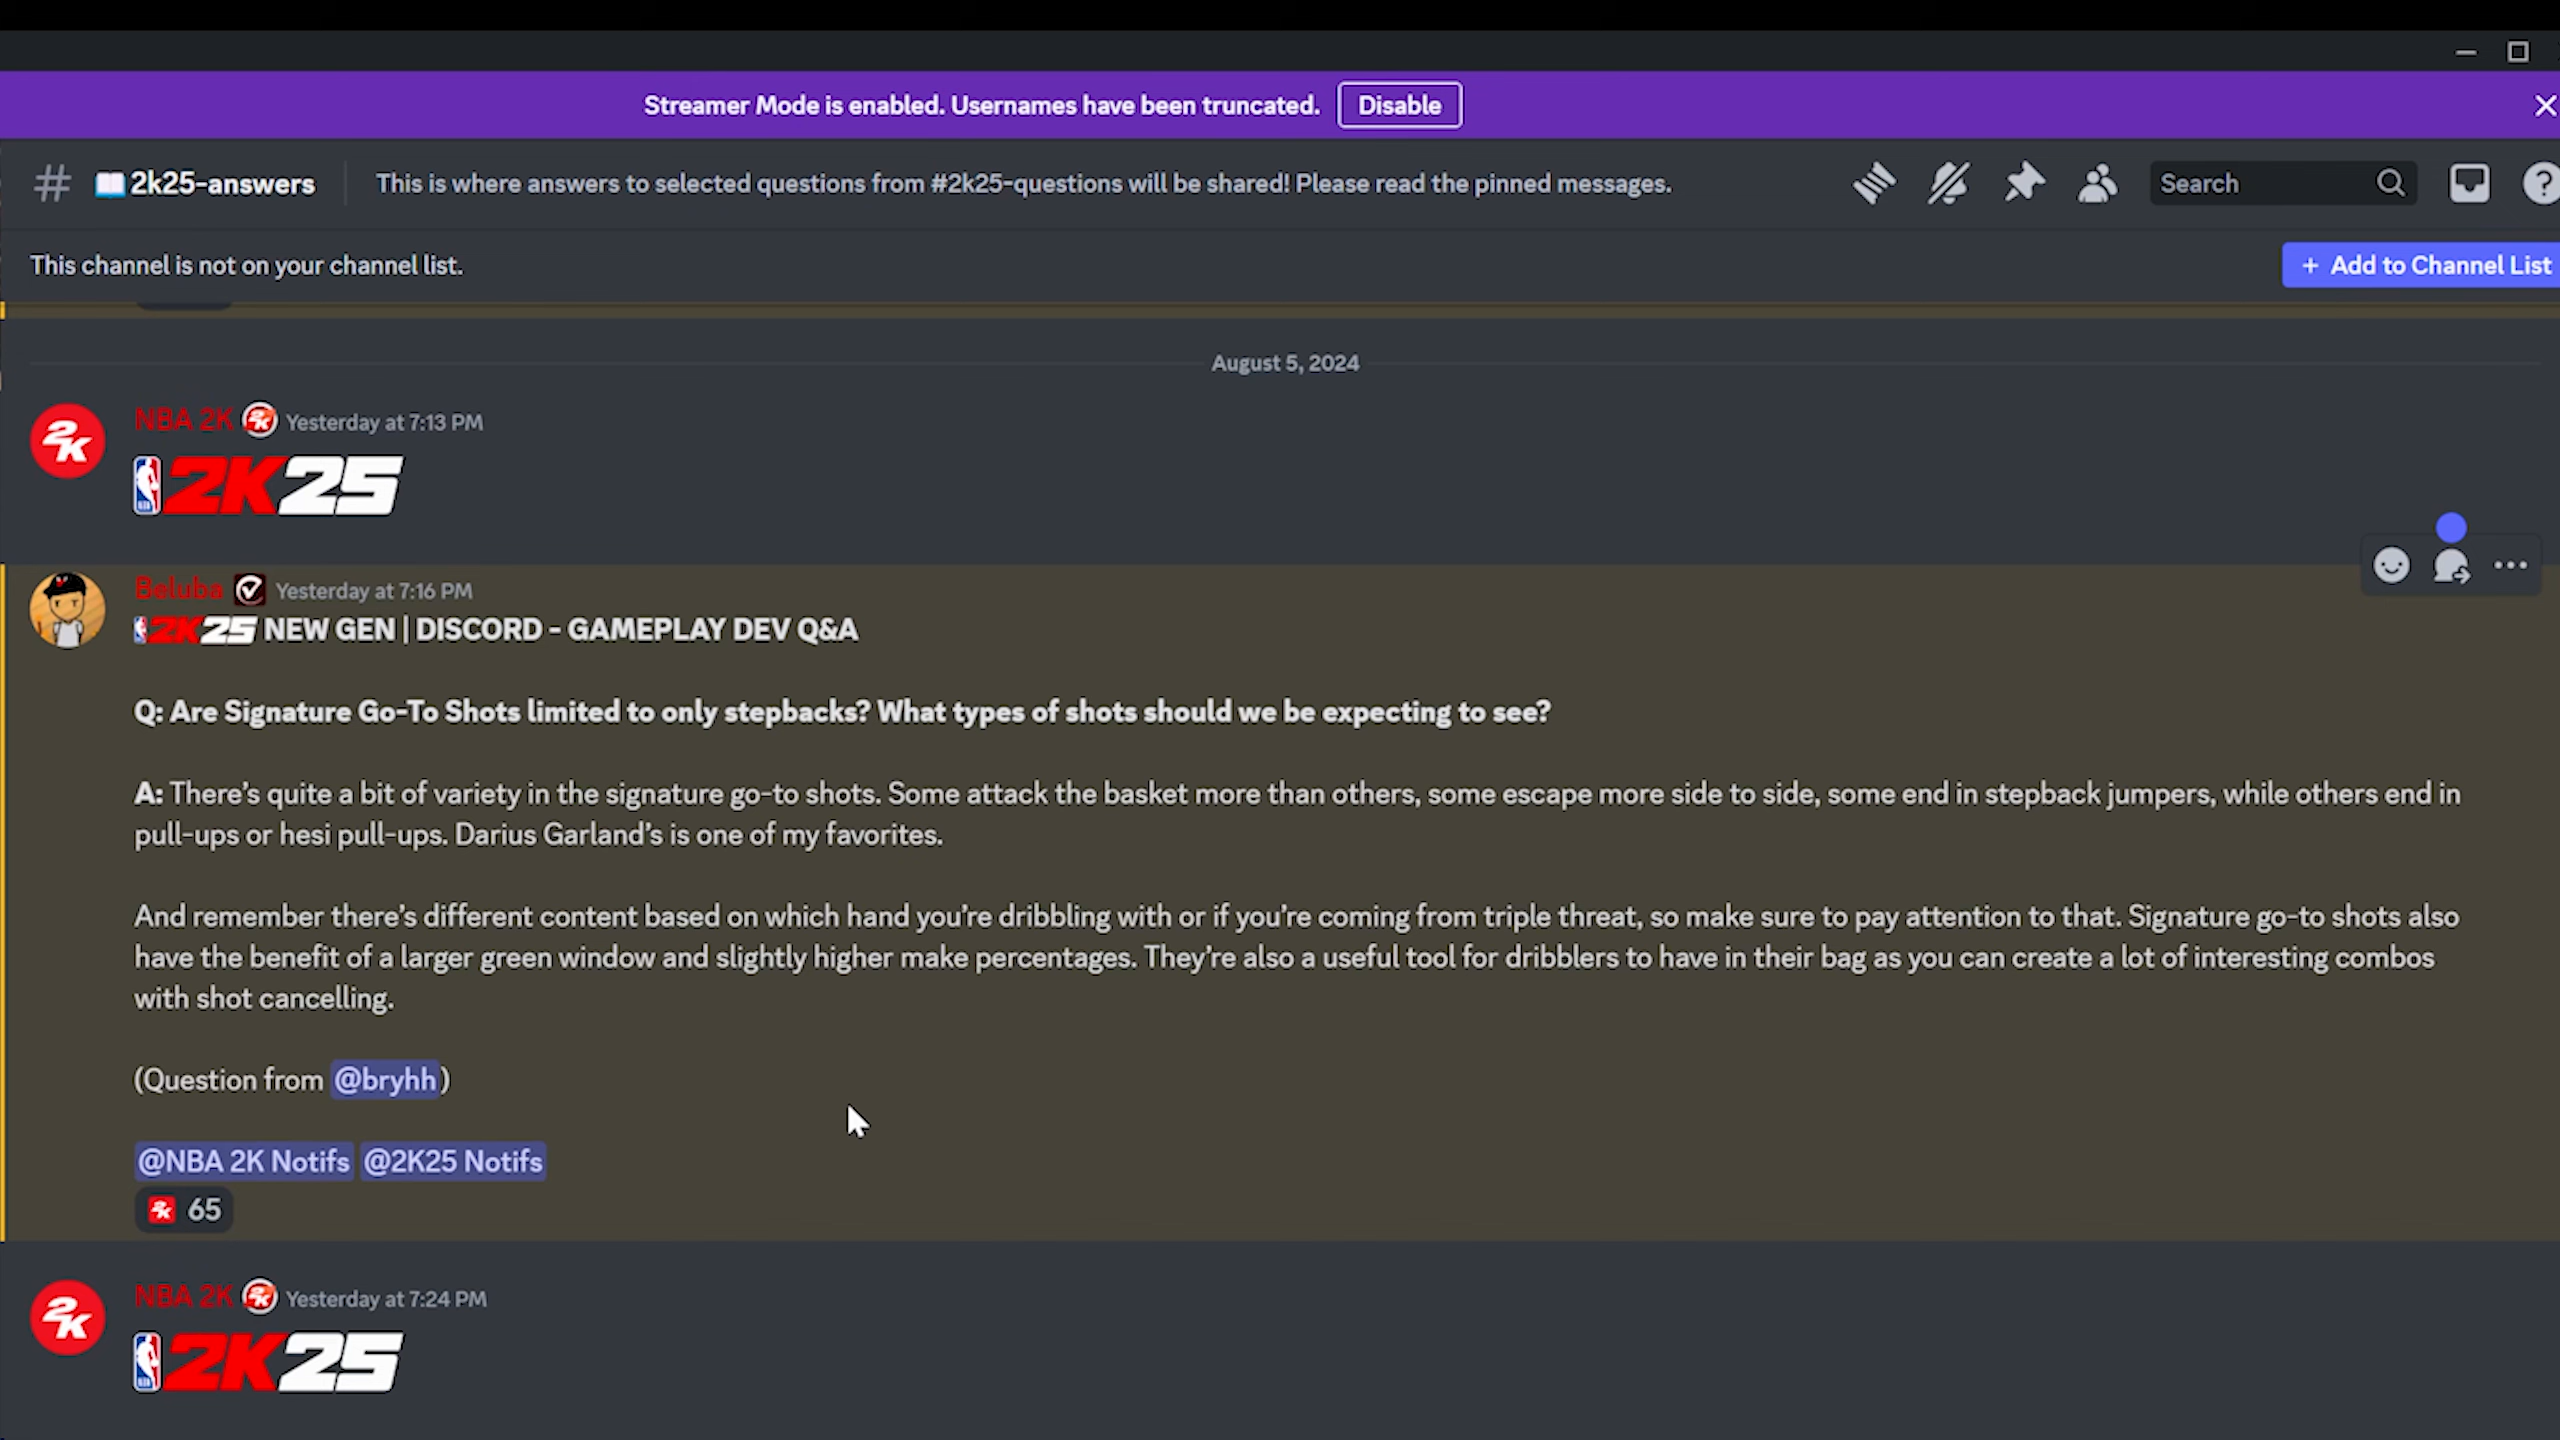 Streamer Mode is enabled. Usernames have been truncated. Disable
# 2k25-answers This is where answers to selected questions from #2k25-questions will be shared! Please read the pinned messages. Search
This channel is not on your channel list. + Add to Channel List
August 5, 2024
2K NBA 2K 2K Yesterday at 7:13 PM
2K25
Beluba Yesterday at 7:16 PM
2K25 NEW GEN | DISCORD - GAMEPLAY DEV Q&A
Q: Are Signature Go-To Shots limited to only stepbacks? What types of shots should we be expecting to see?
A: There's quite a bit of variety in the signature go-to shots. Some attack the basket more than others, some escape more side to side, some end in stepback jumpers, while others end in
pull-ups or hesi pull-ups. Darius Garland's is one of my favorites.
And remember there's different content based on which hand you're dribbling with or if you're coming from triple threat, so make sure to pay attention to that. Signature go-to shots also
have the benefit of a larger green window and slightly higher make percentages. They're also a useful tool for dribblers to have in their bag as you can create a lot of interesting combos
with shot cancelling.
(Question from @bryhh)
@NBA 2K Notifs @2K25 Notifs
2K 65
2K NBA 2K 2K Yesterday at 7:24 PM
2K25